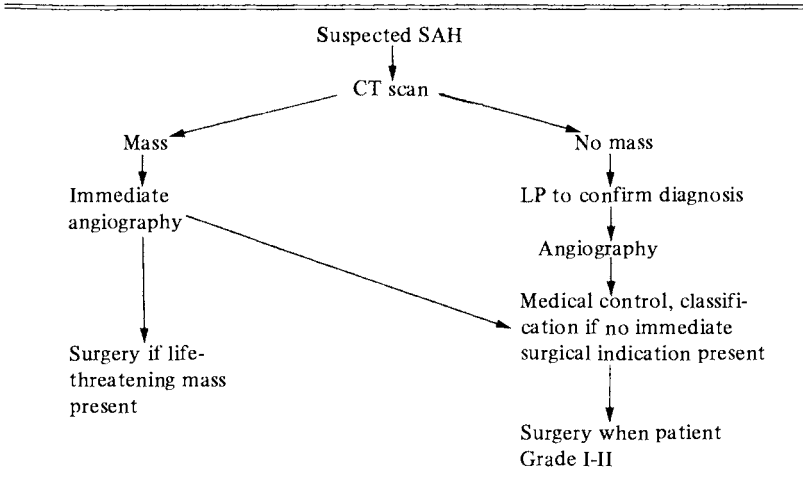 Suspected SAH
CT scan
Mass
No mass
Immediate
angiography
LP to confirm diagnosis
Angiography
Medical control, classifi-
cation if no immediate
surgical indication present
Surgery if life-
threatening mass
present
Surgery when patient
Grade I-II